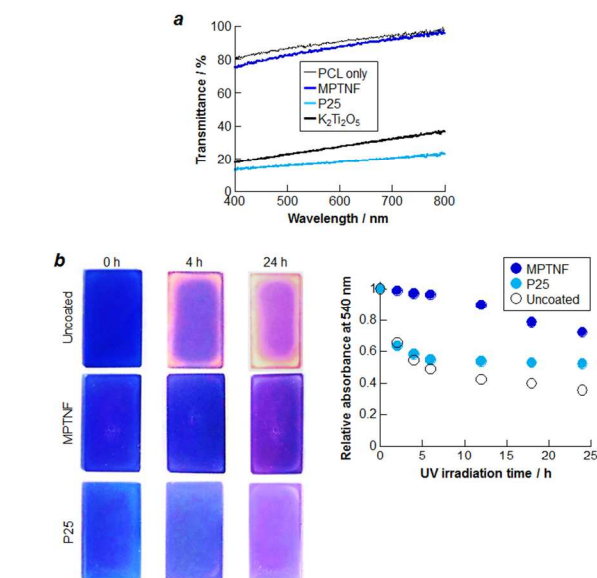 a
100
80
60
40
20
0
Transmittance / %
PCL only
MPTNF
P25
K₂Ti₂O₅
400 500 600 700 800
Wavelength / nm
b
0 h 4 h 24 h
Uncoated
MPTNF
P25
MPTNF
P25
Uncoated
1
0.8
0.6
0.4
0.2
0
Relative absorbance at 540 nm
0 5 10 15 20 25
UV irradiation time / h